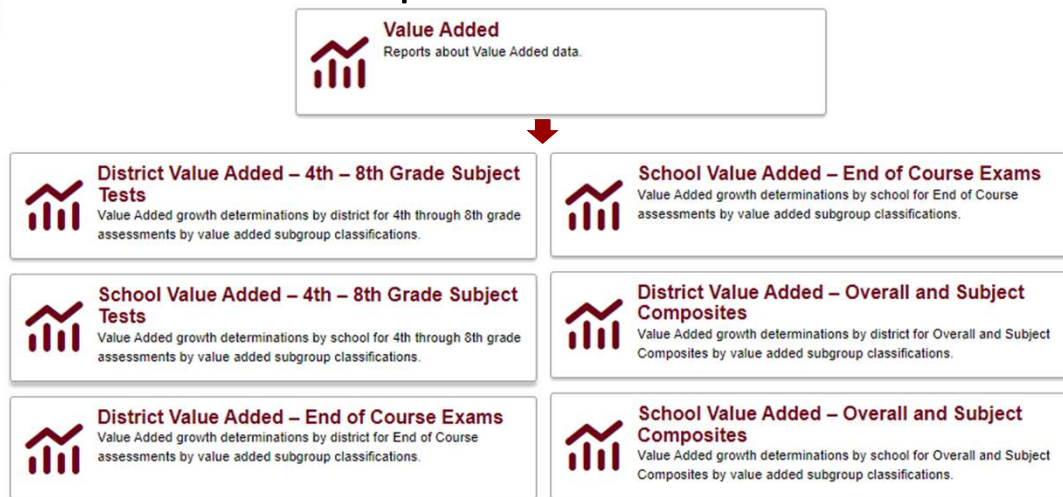 Value Added
Reports about Value Added data.
District Value Added – 4th – 8th Grade Subject
Tests
Value Added growth determinations by district for 4th through 8th grade
assessments by value added subgroup classifications.
School Value Added – 4th – 8th Grade Subject
Tests
Value Added growth determinations by school for 4th through 8th grade
assessments by value added subgroup classifications.
District Value Added – End of Course Exams
Value Added growth determinations by district for End of Course
assessments by value added subgroup classifications.
School Value Added – End of Course Exams
Value Added growth determinations by school for End of Course
assessments by value added subgroup classifications.
District Value Added – Overall and Subject
Composites
Value Added growth determinations by district for Overall and Subject
Composites by value added subgroup classifications.
School Value Added – Overall and Subject
Composites
Value Added growth determinations by school for Overall and Subject
Composites by value added subgroup classifications.